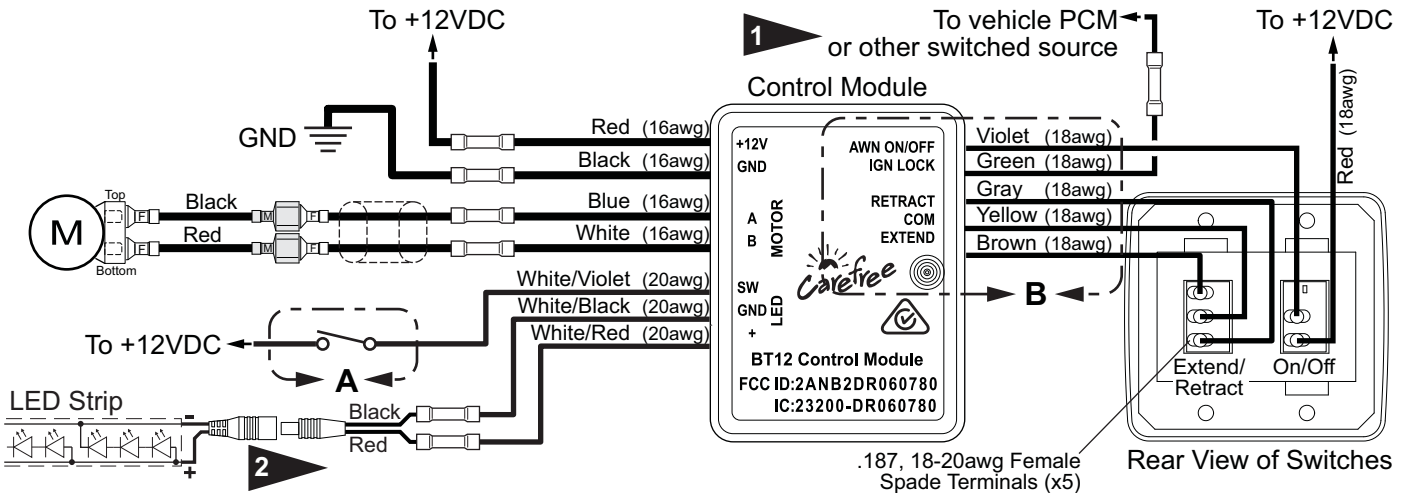 To +12VDC
1
To vehicle PCM
or other switched source
To +12VDC
Control Module
GND
Red (16awg)
Black (16awg)
Blue (16awg)
White (16awg)
White/Violet (20awg)
White/Black (20awg)
White/Red (20awg)
Top
M
Bottom
F
F
Black
Red
M
F
M
F
To +12VDC
A
LED Strip
-
+
2
Black
Red
+12V
GND
A
B
MOTOR
SW
GND
+
LED
AWN ON/OFF
IGN LOCK
RETRACT
COM
EXTEND
Carefree
BT12 Control Module
FCC ID:2ANB2DR060780
IC:23200-DR060780
Violet (18awg)
Green (18awg)
Gray (18awg)
Yellow (18awg)
Brown (18awg)
B
Red (18awg)
Extend/
Retract
On/Off
.187, 18-20awg Female
Spade Terminals (x5)
Rear View of Switches